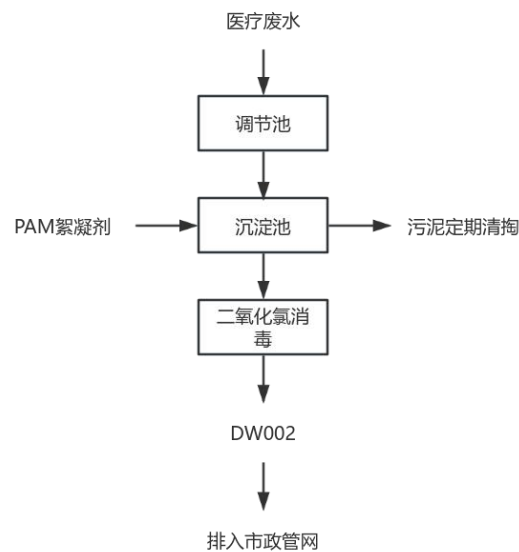 医疗废水
调节池
PAM絮凝剂
沉淀池
污泥定期清掏
二氧化氯消
毒
DW002
排入市政管网